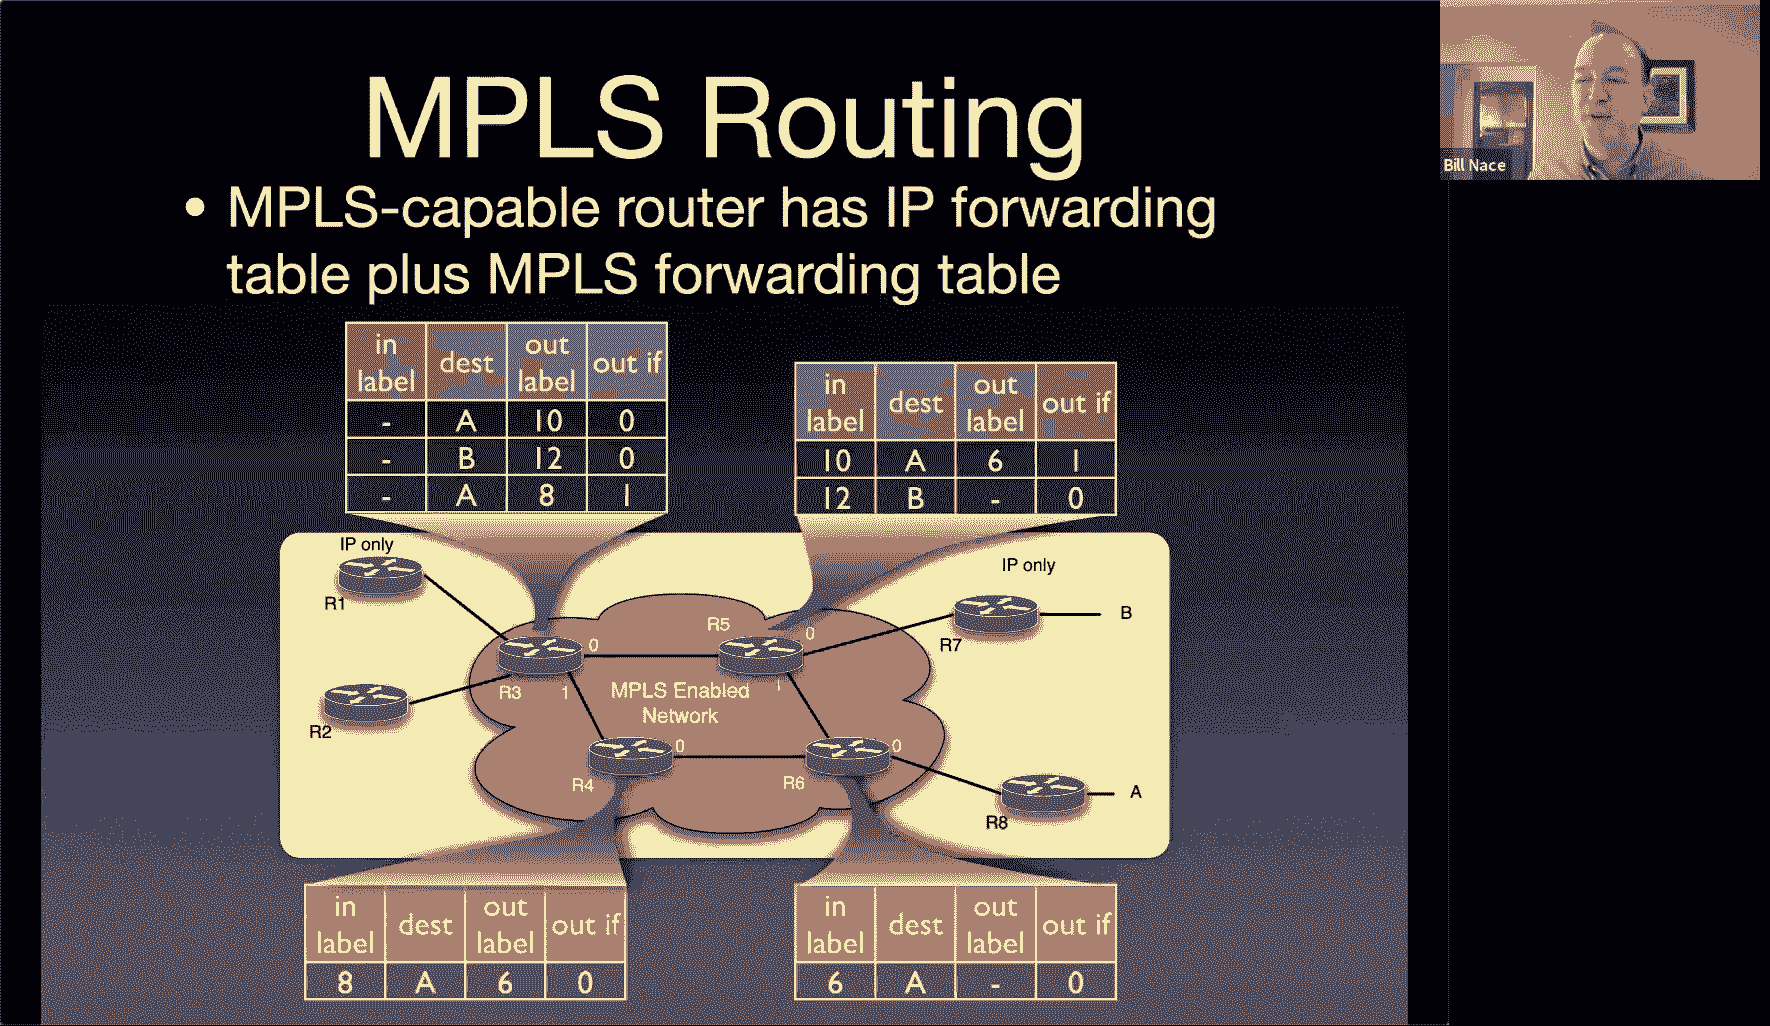 MPLS Routing
Bill Nace
• MPLS-capable router has IP forwarding
table plus MPLS forwarding table
in label dest out label out if
- A 10 0
- B 12 0
- A 8 1
in label dest out label out if
10 A 6 1
12 B - 0
IP only
R1
R2
R3
0
1
MPLS Enabled
Network
R5
0
1
IP only
R7
B
R4
0
R6
0
R8
A
in label dest out label out if
8 A 6 0
in label dest out label out if
6 A - 0